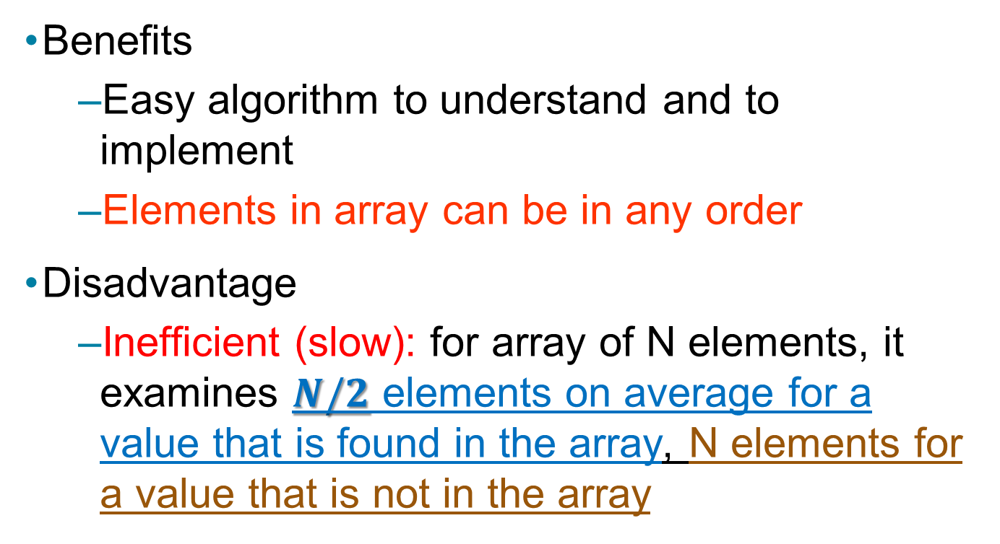 •Benefits
–Easy algorithm to understand and to
implement
–Elements in array can be in any order
•Disadvantage
–Inefficient (slow): for array of N elements, it
examines N/2 elements on average for a
value that is found in the array, N elements for
a value that is not in the array